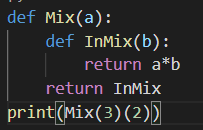 def Mix(a):
    def InMix(b):
        return a*b
    return InMix
print(Mix(3)(2))